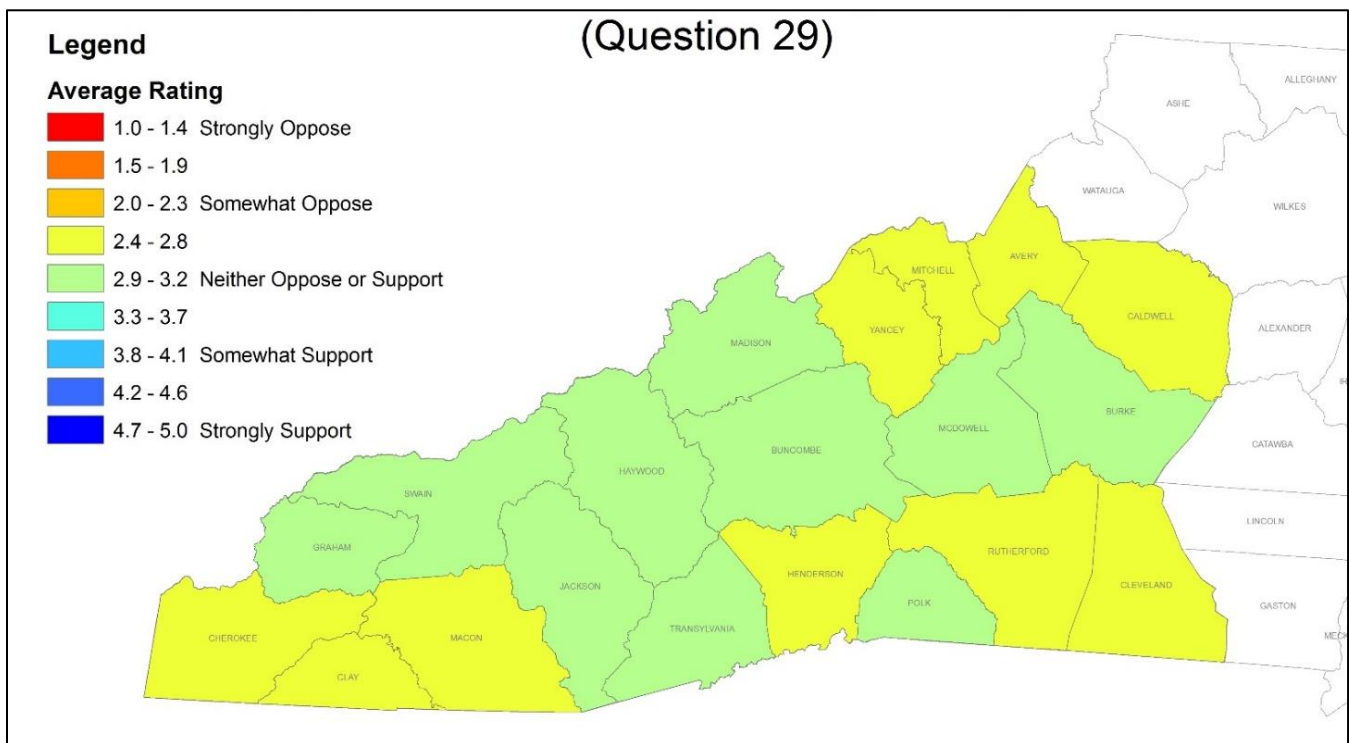 (Question 29)
Legend
Average Rating
1.0 - 1.4 Strongly Oppose
1.5 - 1.9
2.0 - 2.3 Somewhat Oppose
2.4 - 2.8
2.9 - 3.2 Neither Oppose or Support
3.3 - 3.7
3.8 - 4.1 Somewhat Support
4.2 - 4.6
4.7 - 5.0 Strongly Support
ALLEGHANY
ASHE
WATAUGA
WILKES
AVERY
MITCHELL
CALDWELL
ALEXANDER
YANCEY
MADISON
BURKE
MCDOWELL
CATAWBA
BUNCOMBE
HAYWOOD
SWAIN
LINCOLN
GRAHAM
RUTHERFORD
CLEVELAND
HENDERSON
JACKSON
POLK
GASTON
TRANSYLVANIA
CHEROKEE
MACON
MECK
CLAY